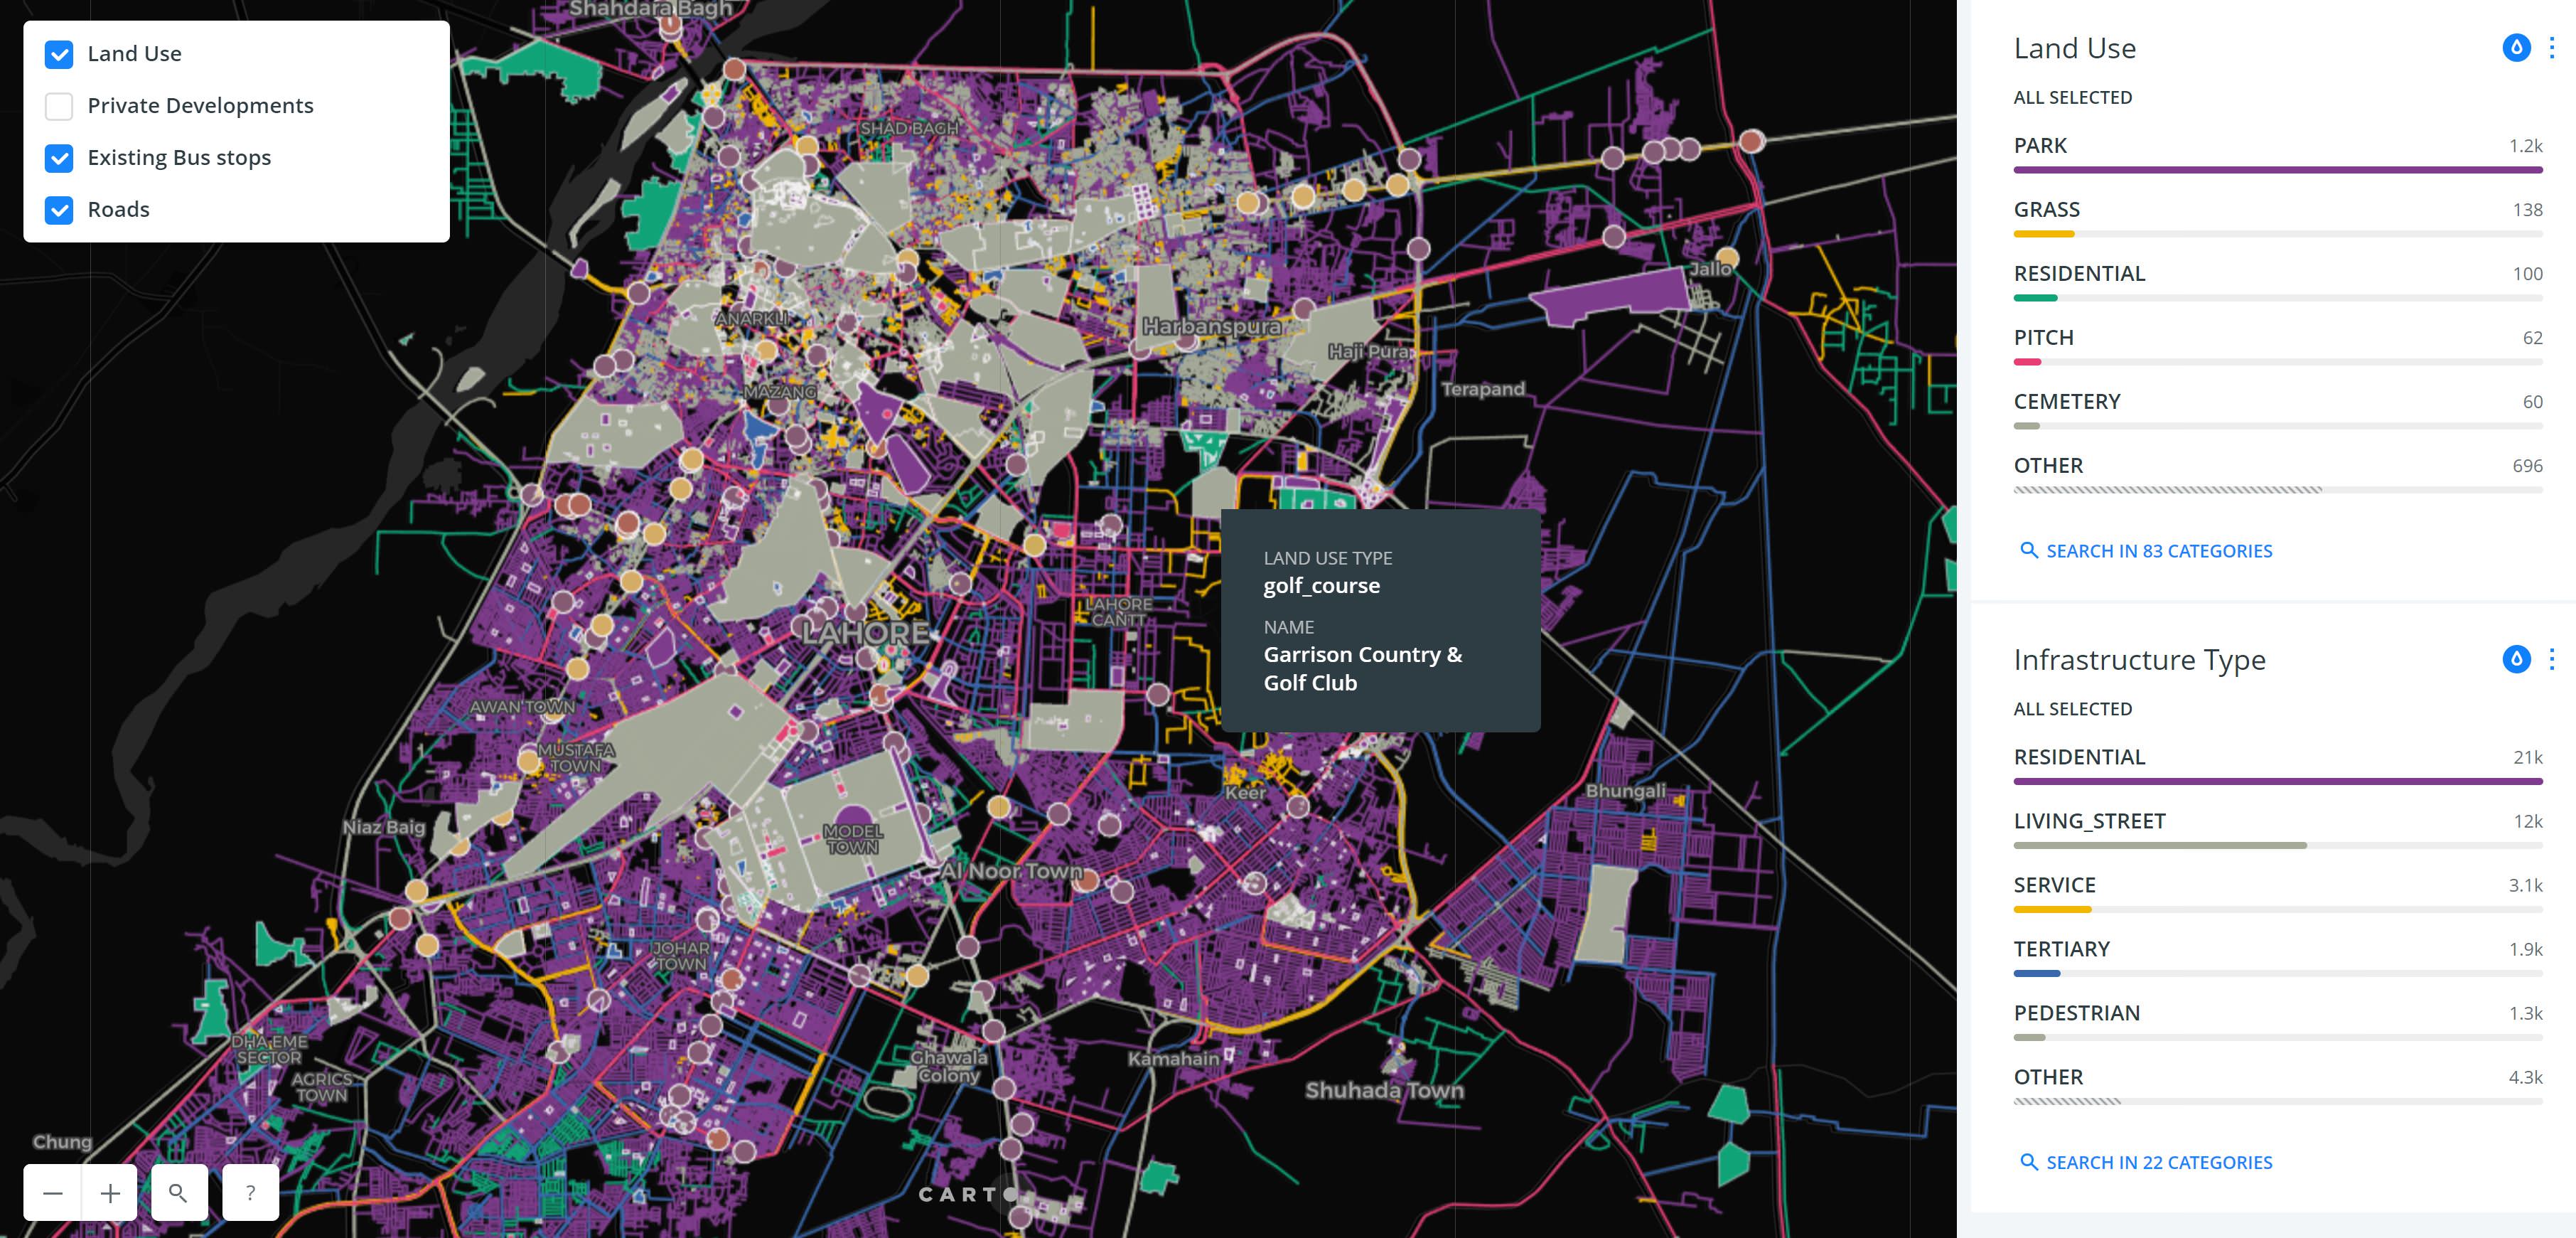 Land Use
Private Developments
Existing Bus stops
Roads
Shahdara Bagh
SHAD BAGH
ANARKLI
Harbanspura
Haji Pura
Jallo
MAZANG
Terapand
LAHORE
CANTT
LAHORE
AWAN TOWN
MUSTAFA
TOWN
Niaz Baig
MODEL
TOWN
Keer
Bhungali
Al Noor Town
JOHAR
TOWN
DHA EME
SECTOR
AGRICS
TOWN
Ghawala
Colony
Kamahain
Shuhada Town
Chung
?
CARTO
LAND USE TYPE
golf_course
NAME
Garrison Country &
Golf Club
Land Use
ALL SELECTED
PARK 1.2k
GRASS 138
RESIDENTIAL 100
PITCH 62
CEMETERY 60
OTHER 696
SEARCH IN 83 CATEGORIES
Infrastructure Type
ALL SELECTED
RESIDENTIAL 21k
LIVING_STREET 12k
SERVICE 3.1k
TERTIARY 1.9k
PEDESTRIAN 1.3k
OTHER 4.3k
SEARCH IN 22 CATEGORIES